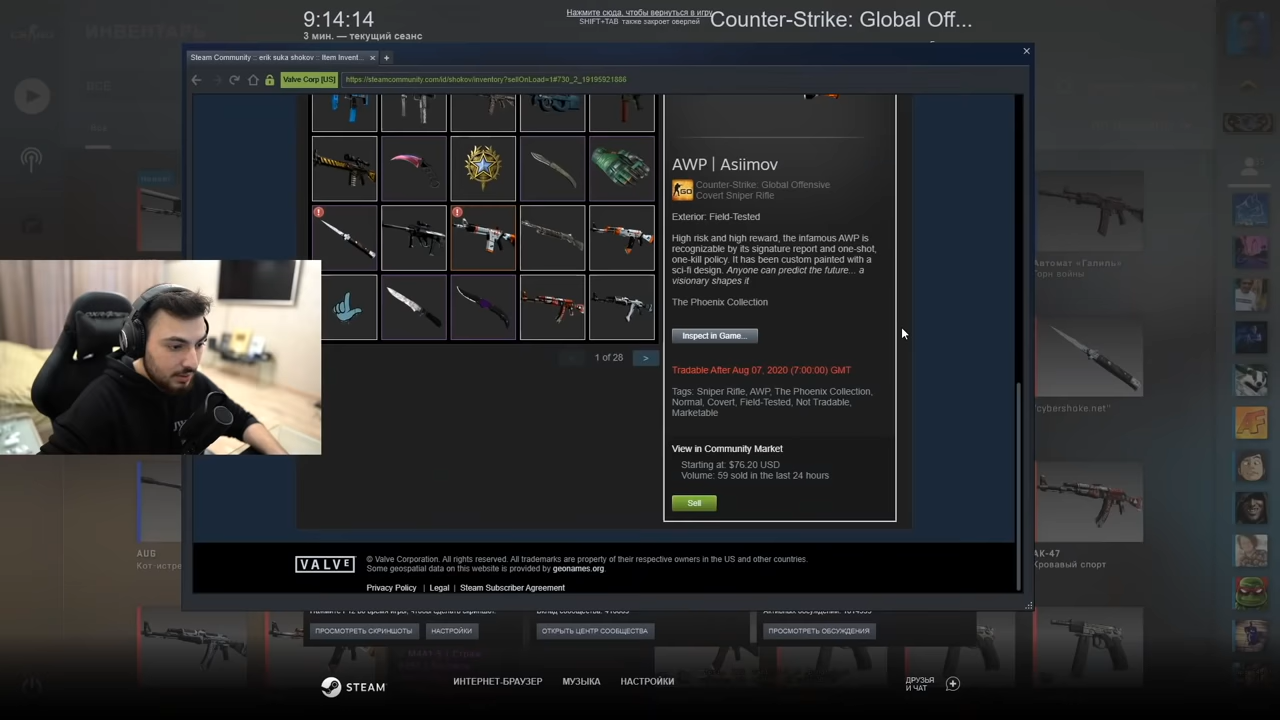 9:14:14
3 мин. — текущий сеанс
Нажмите сюда, чтобы вернуться в игру
SHIFT+TAB также закроет оверлей
Counter-Strike: Global Off...
ИНВЕНТАРЬ
ВСЕ
Steam Community :: erik suka shokov :: Item Invent...
Valve Corp [US]
https://steamcommunity.com/id/shokov/inventory?sellOnLoad=1#730_2_19195921886
AWP | Asiimov
Counter-Strike: Global Offensive
Covert Sniper Rifle
Exterior: Field-Tested
High risk and high reward, the infamous AWP is
recognizable by its signature report and one-shot,
one-kill policy. It has been custom painted with a
sci-fi design. Anyone can predict the future... a
visionary shapes it
The Phoenix Collection
Inspect in Game...
Tradable After Aug 07, 2020 (7:00:00) GMT
Tags: Sniper Rifle, AWP, The Phoenix Collection,
Normal, Covert, Field-Tested, Not Tradable,
Marketable
View in Community Market
Starting at: $76.20 USD
Volume: 59 sold in the last 24 hours
Sell
1 of 28
>
Автомат «Галиль»
Горн войны
"cybershoke.net"
AUG
AK-47
Кровавый спорт
VALVE
© Valve Corporation. All rights reserved. All trademarks are property of their respective owners in the US and other countries.
Some geospatial data on this website is provided by geonames.org.
Privacy Policy | Legal | Steam Subscriber Agreement
ПРОСМОТРЕТЬ СКРИНШОТЫ
НАСТРОЙКИ
ОТКРЫТЬ ЦЕНТР СООБЩЕСТВА
ПРОСМОТРЕТЬ ОБСУЖДЕНИЯ
STEAM
ИНТЕРНЕТ-БРАУЗЕР
МУЗЫКА
НАСТРОЙКИ
ДРУЗЬЯ
И ЧАТ